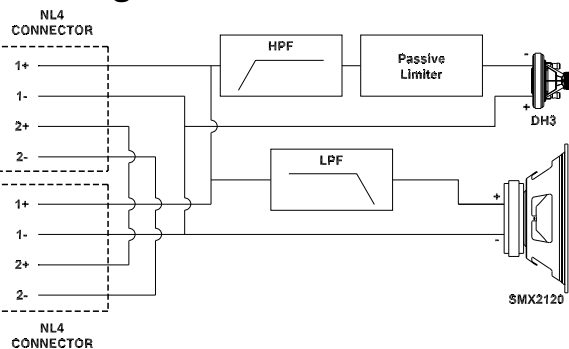 NL4
CONNECTOR
1+
1-
2+
2-
1+
1-
2+
2-
NL4
CONNECTOR
HPF
Passive
Limiter
-
+
DH3
LPF
+
-
SMX2120